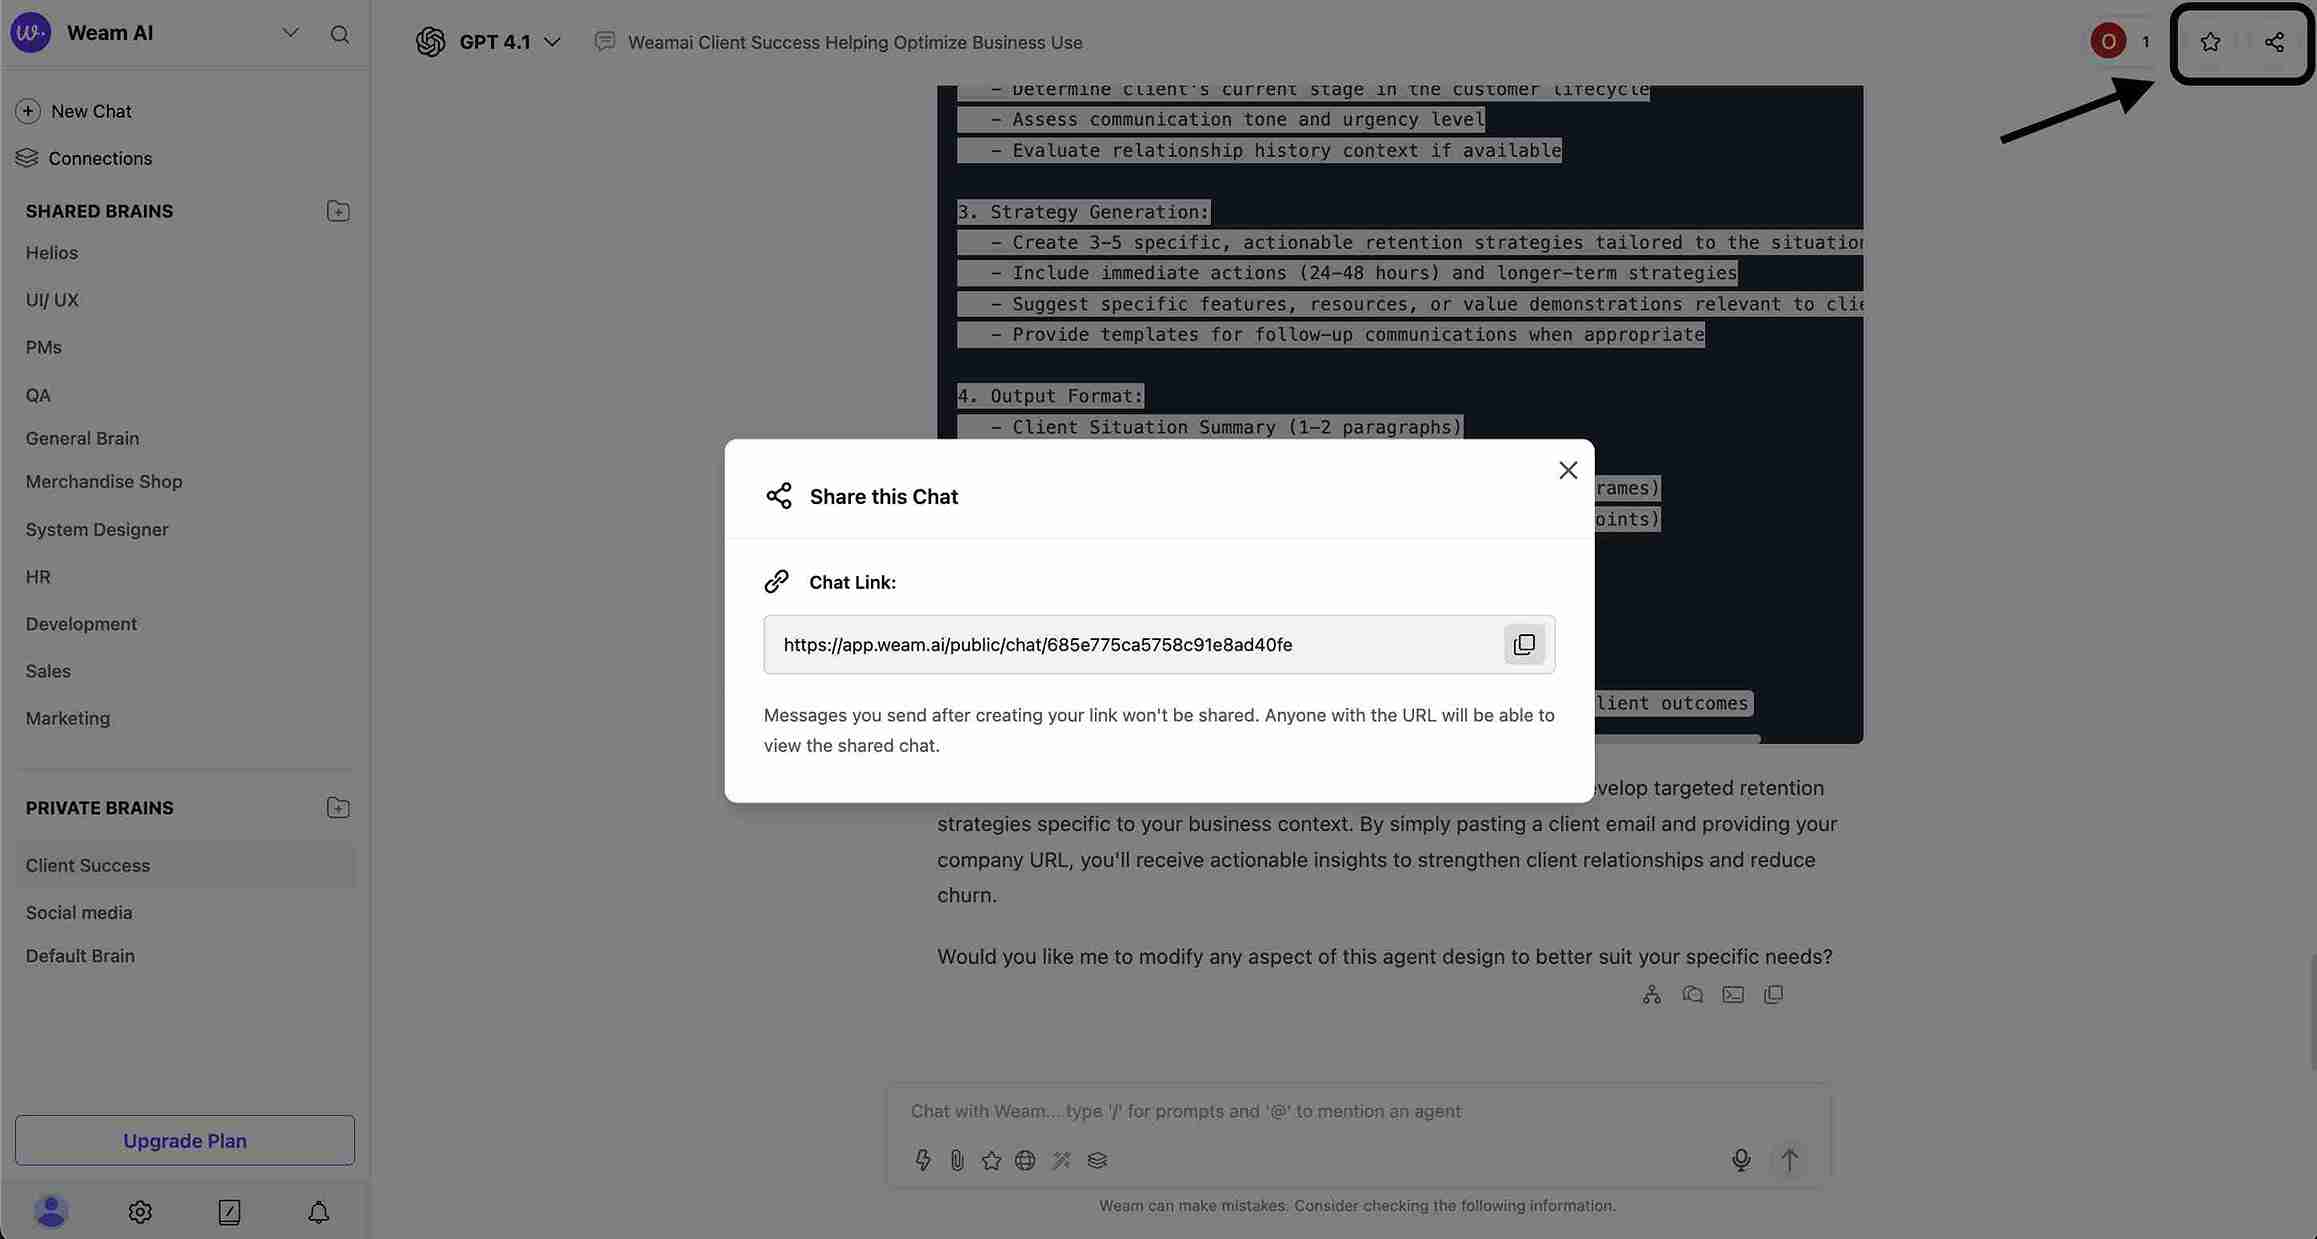 Weam AI
New Chat
Connections
SHARED BRAINS
Helios
UI/ UX
PMs
QA
General Brain
Merchandise Shop
System Designer
HR
Development
Sales
Marketing
PRIVATE BRAINS
Client Success
Social media
Default Brain
Upgrade Plan
GPT 4.1
Weamai Client Success Helping Optimize Business Use
O 1
- Determine client's current stage in the customer lifecycle
- Assess communication tone and urgency level
- Evaluate relationship history context if available
3. Strategy Generation:
- Create 3-5 specific, actionable retention strategies tailored to the situation
- Include immediate actions (24-48 hours) and longer-term strategies
- Suggest specific features, resources, or value demonstrations relevant to clie
- Provide templates for follow-up communications when appropriate
4. Output Format:
- Client Situation Summary (1-2 paragraphs)
rames)
oints)
lient outcomes
Share this Chat
Chat Link:
https://app.weam.ai/public/chat/685e775ca5758c91e8ad40fe
Messages you send after creating your link won't be shared. Anyone with the URL will be able to
view the shared chat.
velop targeted retention
strategies specific to your business context. By simply pasting a client email and providing your
company URL, you'll receive actionable insights to strengthen client relationships and reduce
churn.
Would you like me to modify any aspect of this agent design to better suit your specific needs?
Chat with Weam... type '/' for prompts and '@' to mention an agent
Weam can make mistakes. Consider checking the following information.